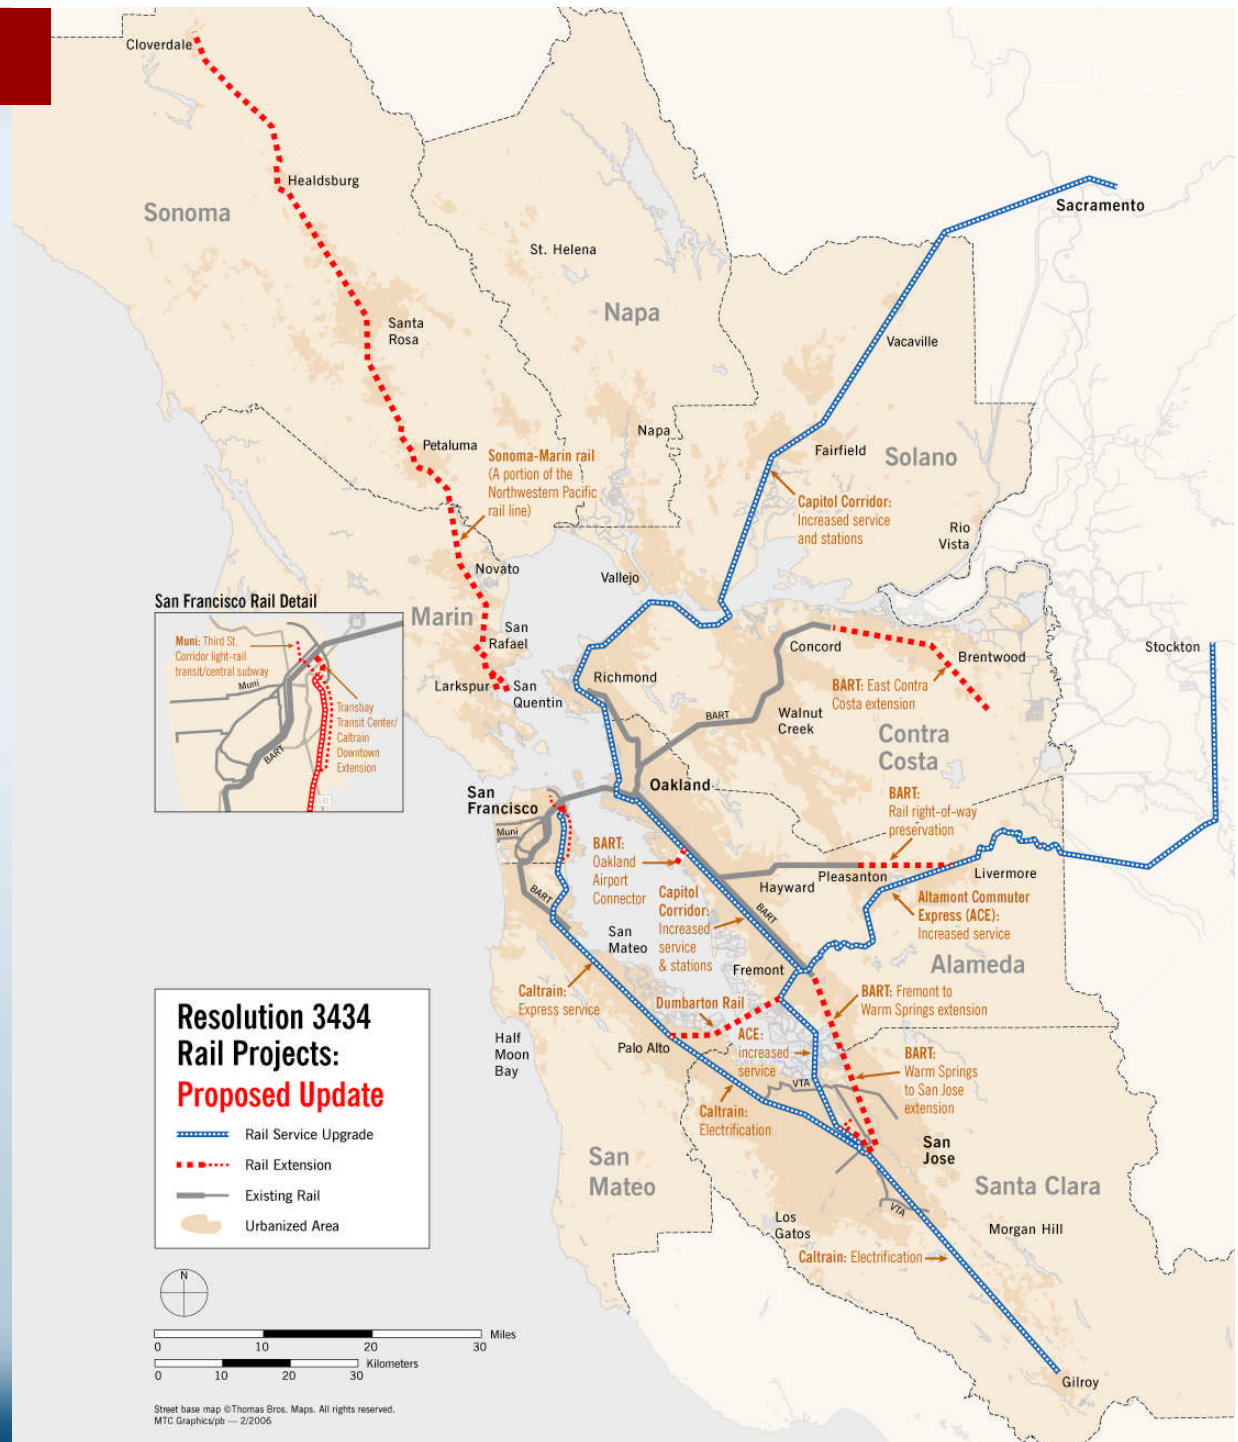 Cloverdale
Healdsburg
Sonoma
Sacramento
St. Helena
Napa
Santa
Rosa
Vacaville
Napa
Petaluma
Fairfield
Solano
Sonoma-Marin rail
(A portion of the
Northwestern Pacific
rail line)
Capitol Corridor:
Increased service
and stations
Rio
Vista
Novato
Vallejo
San Francisco Rail Detail
Muni: Third St.
Corridor light-rail
transit/central subway
Muni
BART
Transbay
Transit Center/
Caltrain
Downtown
Extension
101
80
Marin
San
Rafael
Larkspur
San
Quentin
Richmond
Concord
Brentwood
Stockton
BART: East Contra
Costa extension
BART
Walnut
Creek
Contra
Costa
Oakland
San
Francisco
Muni
BART
BART:
Rail right-of-way
preservation
BART:
Oakland
Airport
Connector
Hayward
Pleasanton
Livermore
Capitol
Corridor:
Increased
service
& stations
BART
Altamont Commuter
Express (ACE):
Increased service
San
Mateo
Fremont
Alameda
Caltrain:
Express service
Dumbarton Rail
BART: Fremont to
Warm Springs extension
Half
Moon
Bay
Palo Alto
ACE:
increased
service
BART:
Warm Springs
to San Jose
extension
VTA
Caltrain:
Electrification
San
Jose
San
Mateo
Santa Clara
VTA
Los
Gatos
Morgan Hill
Caltrain: Electrification
Gilroy
Resolution 3434
Rail Projects:
Proposed Update
Rail Service Upgrade
Rail Extension
Existing Rail
Urbanized Area
N
Miles
0 10 20 30
Kilometers
0 10 20 30
Street base map ©Thomas Bros. Maps. All rights reserved.
MTC Graphics/pb — 2/2006